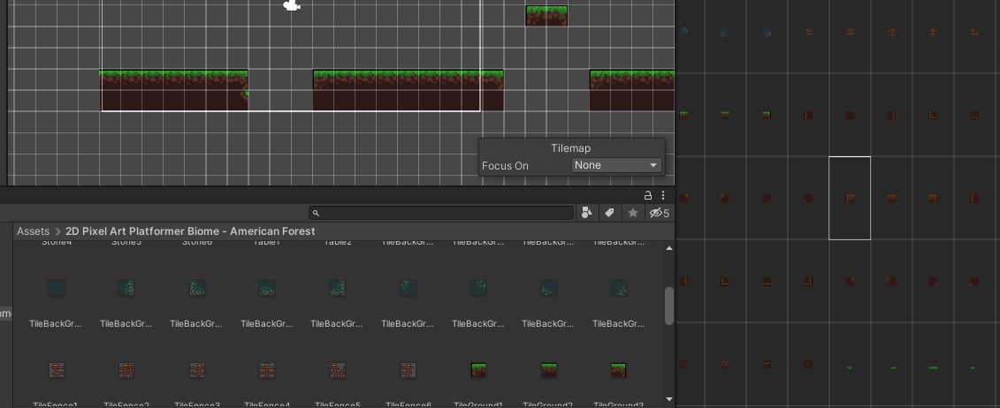 Tilemap
Focus On None
5
Assets > 2D Pixel Art Platformer Biome - American Forest
Stone4 Stone5 Stone6 Table1 Table2 TileBackGr... TileBackGr... TileBackGr... TileBackGr...
TileBackGr... TileBackGr... TileBackGr... TileBackGr... TileBackGr... TileBackGr... TileBackGr... TileBackGr... TileBackGr...
TileFence1 TileFence2 TileFence3 TileFence4 TileFence5 TileFence6 TileGround1 TileGround2 TileGround3